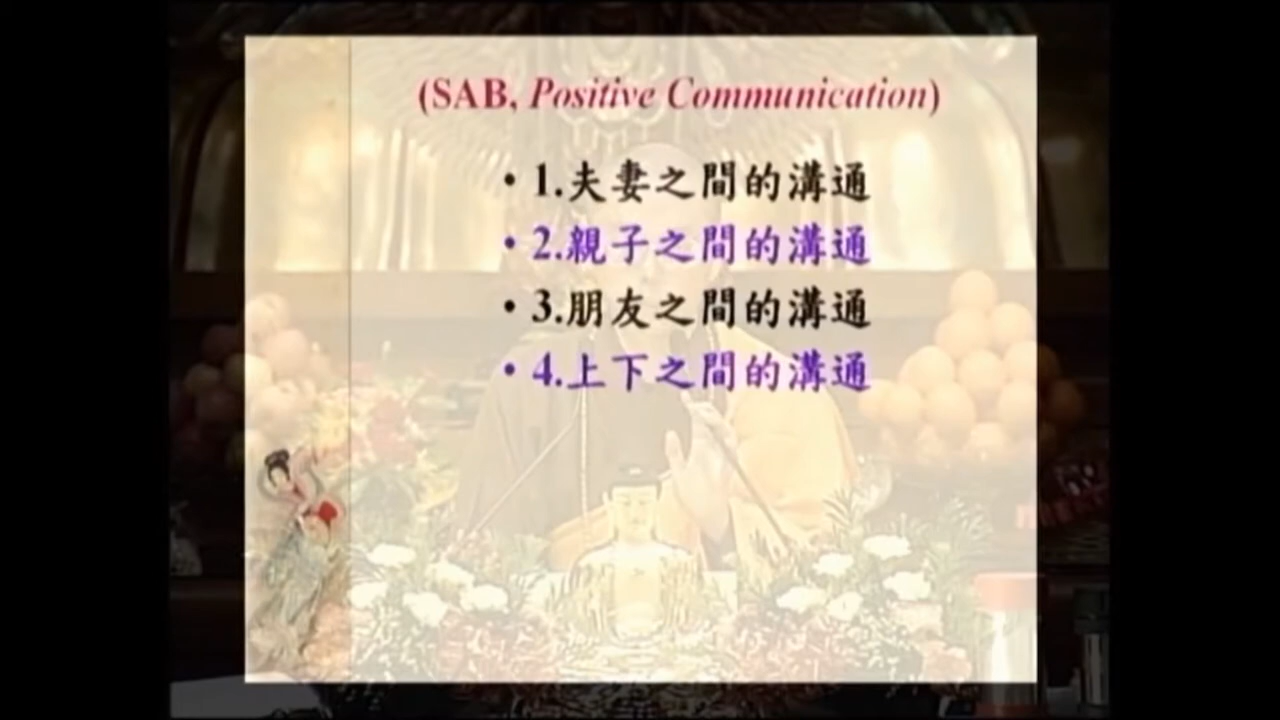 (SAB, Positive Communication)
• 1.夫妻之間的溝通
• 2.親子之間的溝通
• 3.朋友之間的溝通
• 4.上下之間的溝通